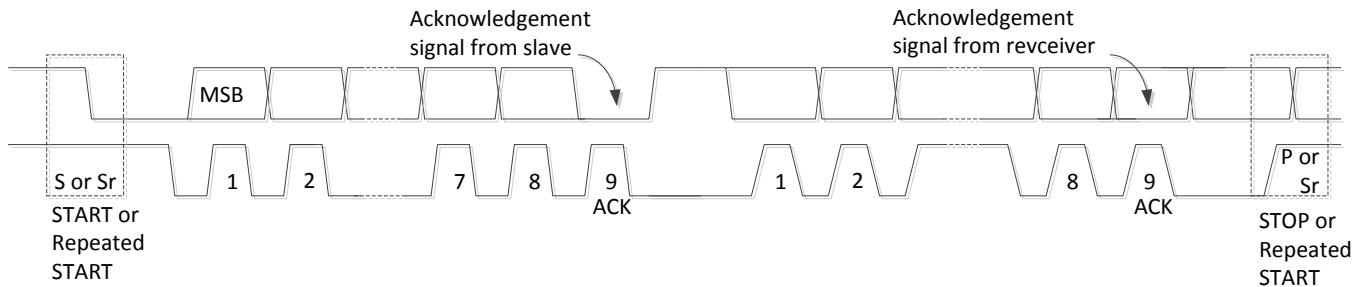 Acknowledgement
signal from slave
Acknowledgement
signal from revceiver
MSB
S or Sr
1
2
7
8
9
1
2
8
9
P or
Sr
ACK
ACK
START or
Repeated
START
STOP or
Repeated
START